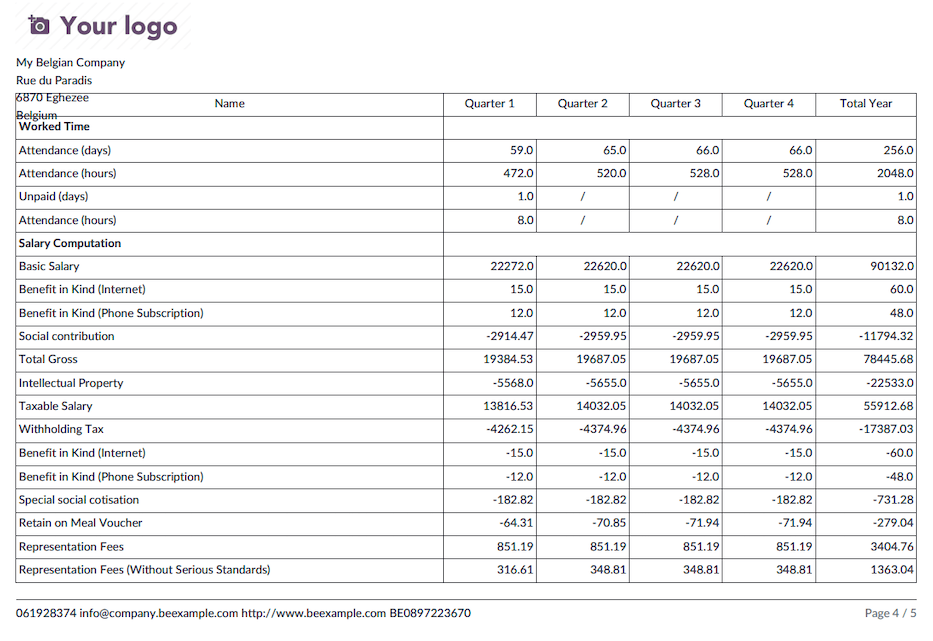 Your logo
My Belgian Company
Rue du Paradis
6870 Eghezee
Belgium
Name Quarter 1 Quarter 2 Quarter 3 Quarter 4 Total Year
Worked Time
Attendance (days) 59.0 65.0 66.0 66.0 256.0
Attendance (hours) 472.0 520.0 528.0 528.0 2048.0
Unpaid (days) 1.0 / / / 1.0
Attendance (hours) 8.0 / / / 8.0
Salary Computation
Basic Salary 22272.0 22620.0 22620.0 22620.0 90132.0
Benefit in Kind (Internet) 15.0 15.0 15.0 15.0 60.0
Benefit in Kind (Phone Subscription) 12.0 12.0 12.0 12.0 48.0
Social contribution -2914.47 -2959.95 -2959.95 -2959.95 -11794.32
Total Gross 19384.53 19687.05 19687.05 19687.05 78445.68
Intellectual Property -5568.0 -5655.0 -5655.0 -5655.0 -22533.0
Taxable Salary 13816.53 14032.05 14032.05 14032.05 55912.68
Withholding Tax -4262.15 -4374.96 -4374.96 -4374.96 -17387.03
Benefit in Kind (Internet) -15.0 -15.0 -15.0 -15.0 -60.0
Benefit in Kind (Phone Subscription) -12.0 -12.0 -12.0 -12.0 -48.0
Special social cotisation -182.82 -182.82 -182.82 -182.82 -731.28
Retain on Meal Voucher -64.31 -70.85 -71.94 -71.94 -279.04
Representation Fees 851.19 851.19 851.19 851.19 3404.76
Representation Fees (Without Serious Standards) 316.61 348.81 348.81 348.81 1363.04
061928374 info@company.beexample.com http://www.beexample.com BE0897223670 Page 4 / 5